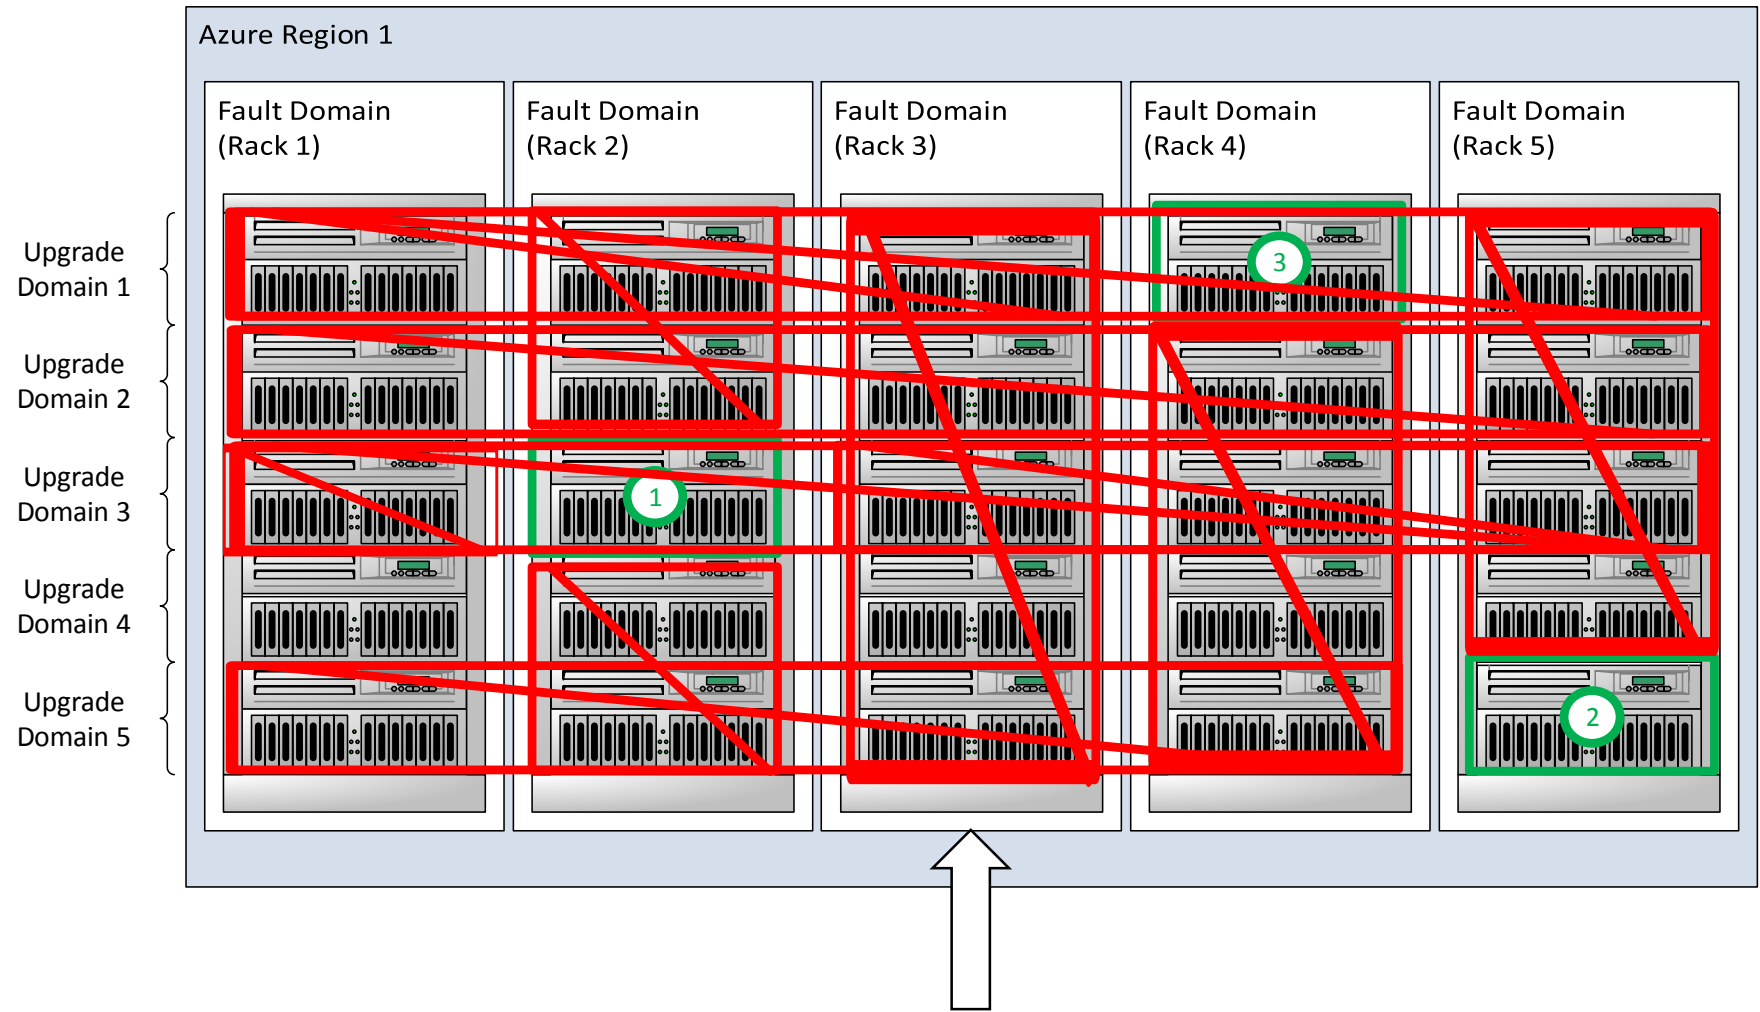 Azure Region 1
Fault Domain
(Rack 1)
Fault Domain
(Rack 2)
Fault Domain
(Rack 3)
Fault Domain
(Rack 4)
Fault Domain
(Rack 5)
Upgrade
Domain 1
Upgrade
Domain 2
Upgrade
Domain 3
Upgrade
Domain 4
Upgrade
Domain 5
3
1
2